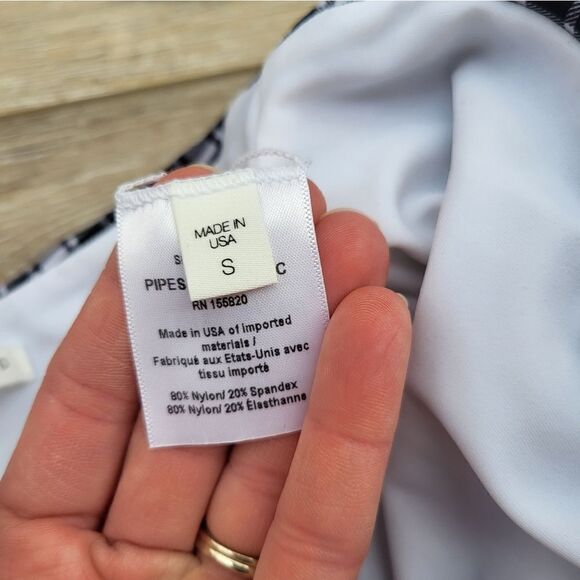 MADE IN
USA
S
PIPES C
RN 155820
Made in USA of imported
materials /
Fabriqué aux Etats-Unis avec
tissu importé
80% Nylon/ 20% Spandex
80% Nylon/ 20% Élasthanne